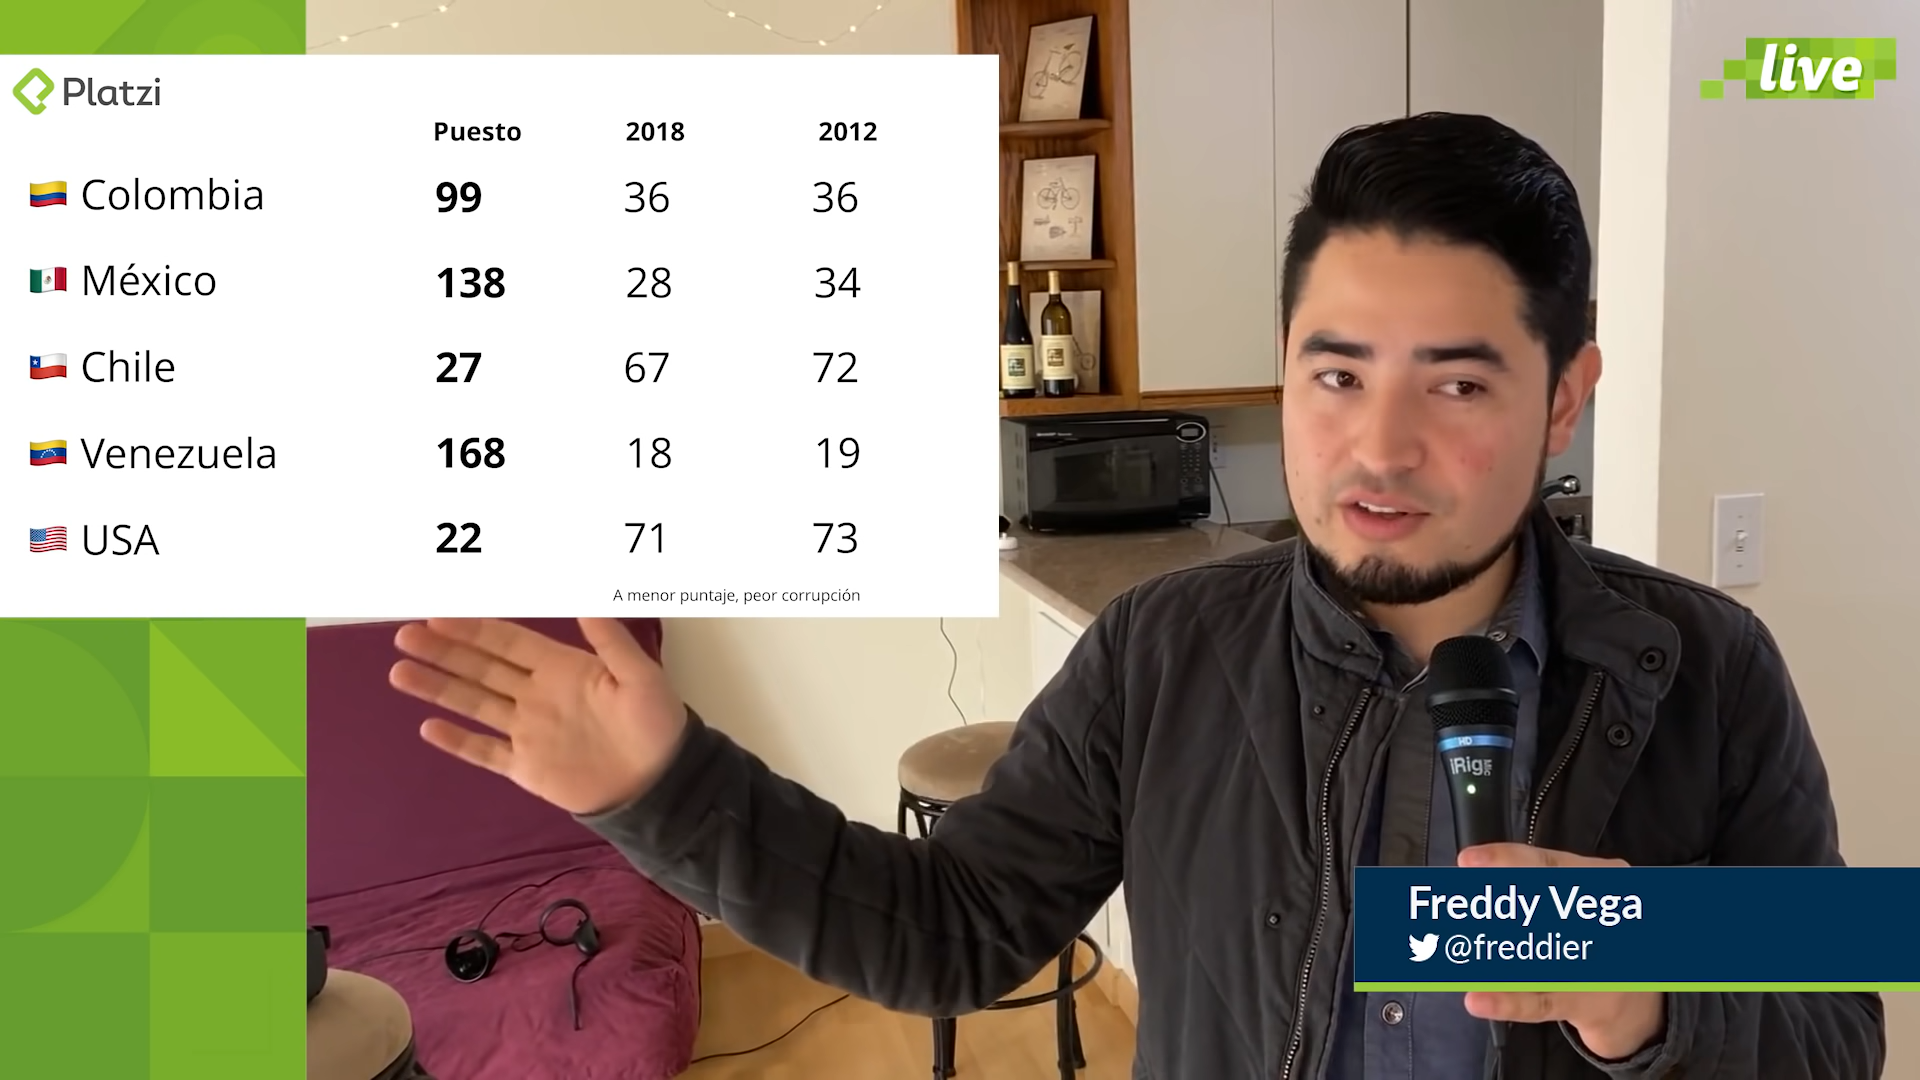 Platzi
Puesto 2018 2012
Colombia 99 36 36
México 138 28 34
Chile 27 67 72
Venezuela 168 18 19
USA 22 71 73
A menor puntaje, peor corrupción
live
HD
iRig
Freddy Vega
@freddier